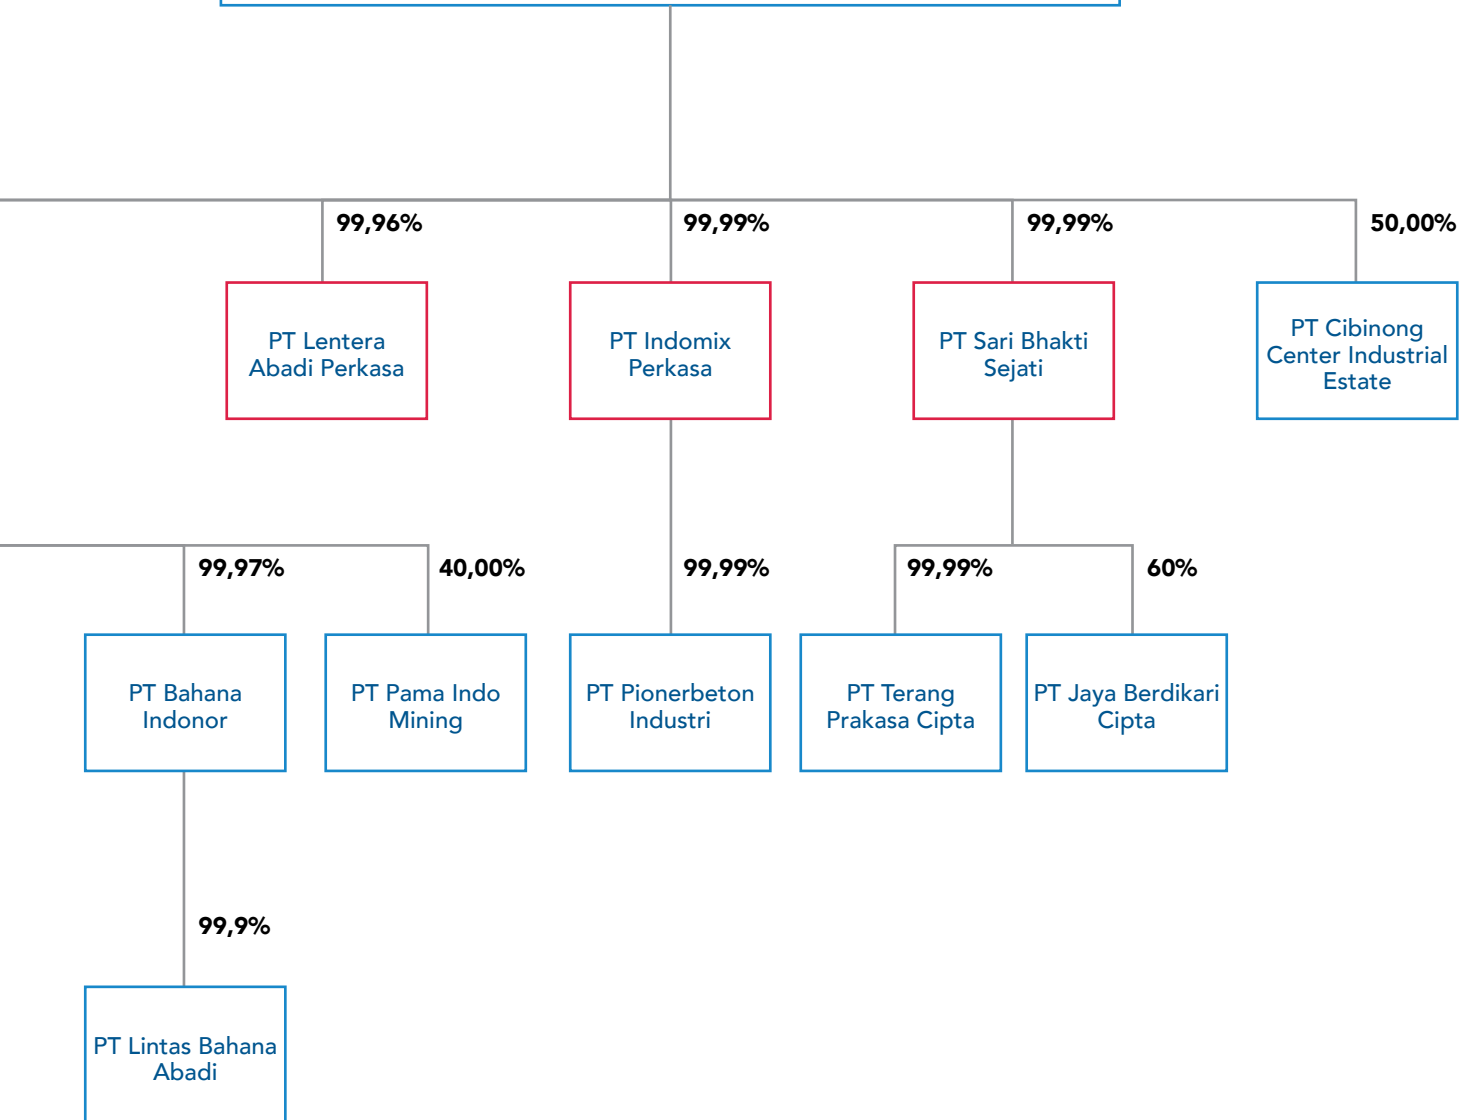 99,96%
99,99%
99,99%
50,00%
PT Lentera
Abadi Perkasa
PT Indomix
Perkasa
PT Sari Bhakti
Sejati
PT Cibinong
Center Industrial
Estate
99,97%
40,00%
99,99%
99,99%
60%
PT Bahana
Indonor
PT Pama Indo
Mining
PT Pionerbeton
Industri
PT Terang
Prakasa Cipta
PT Jaya Berdikari
Cipta
99,9%
PT Lintas Bahana
Abadi